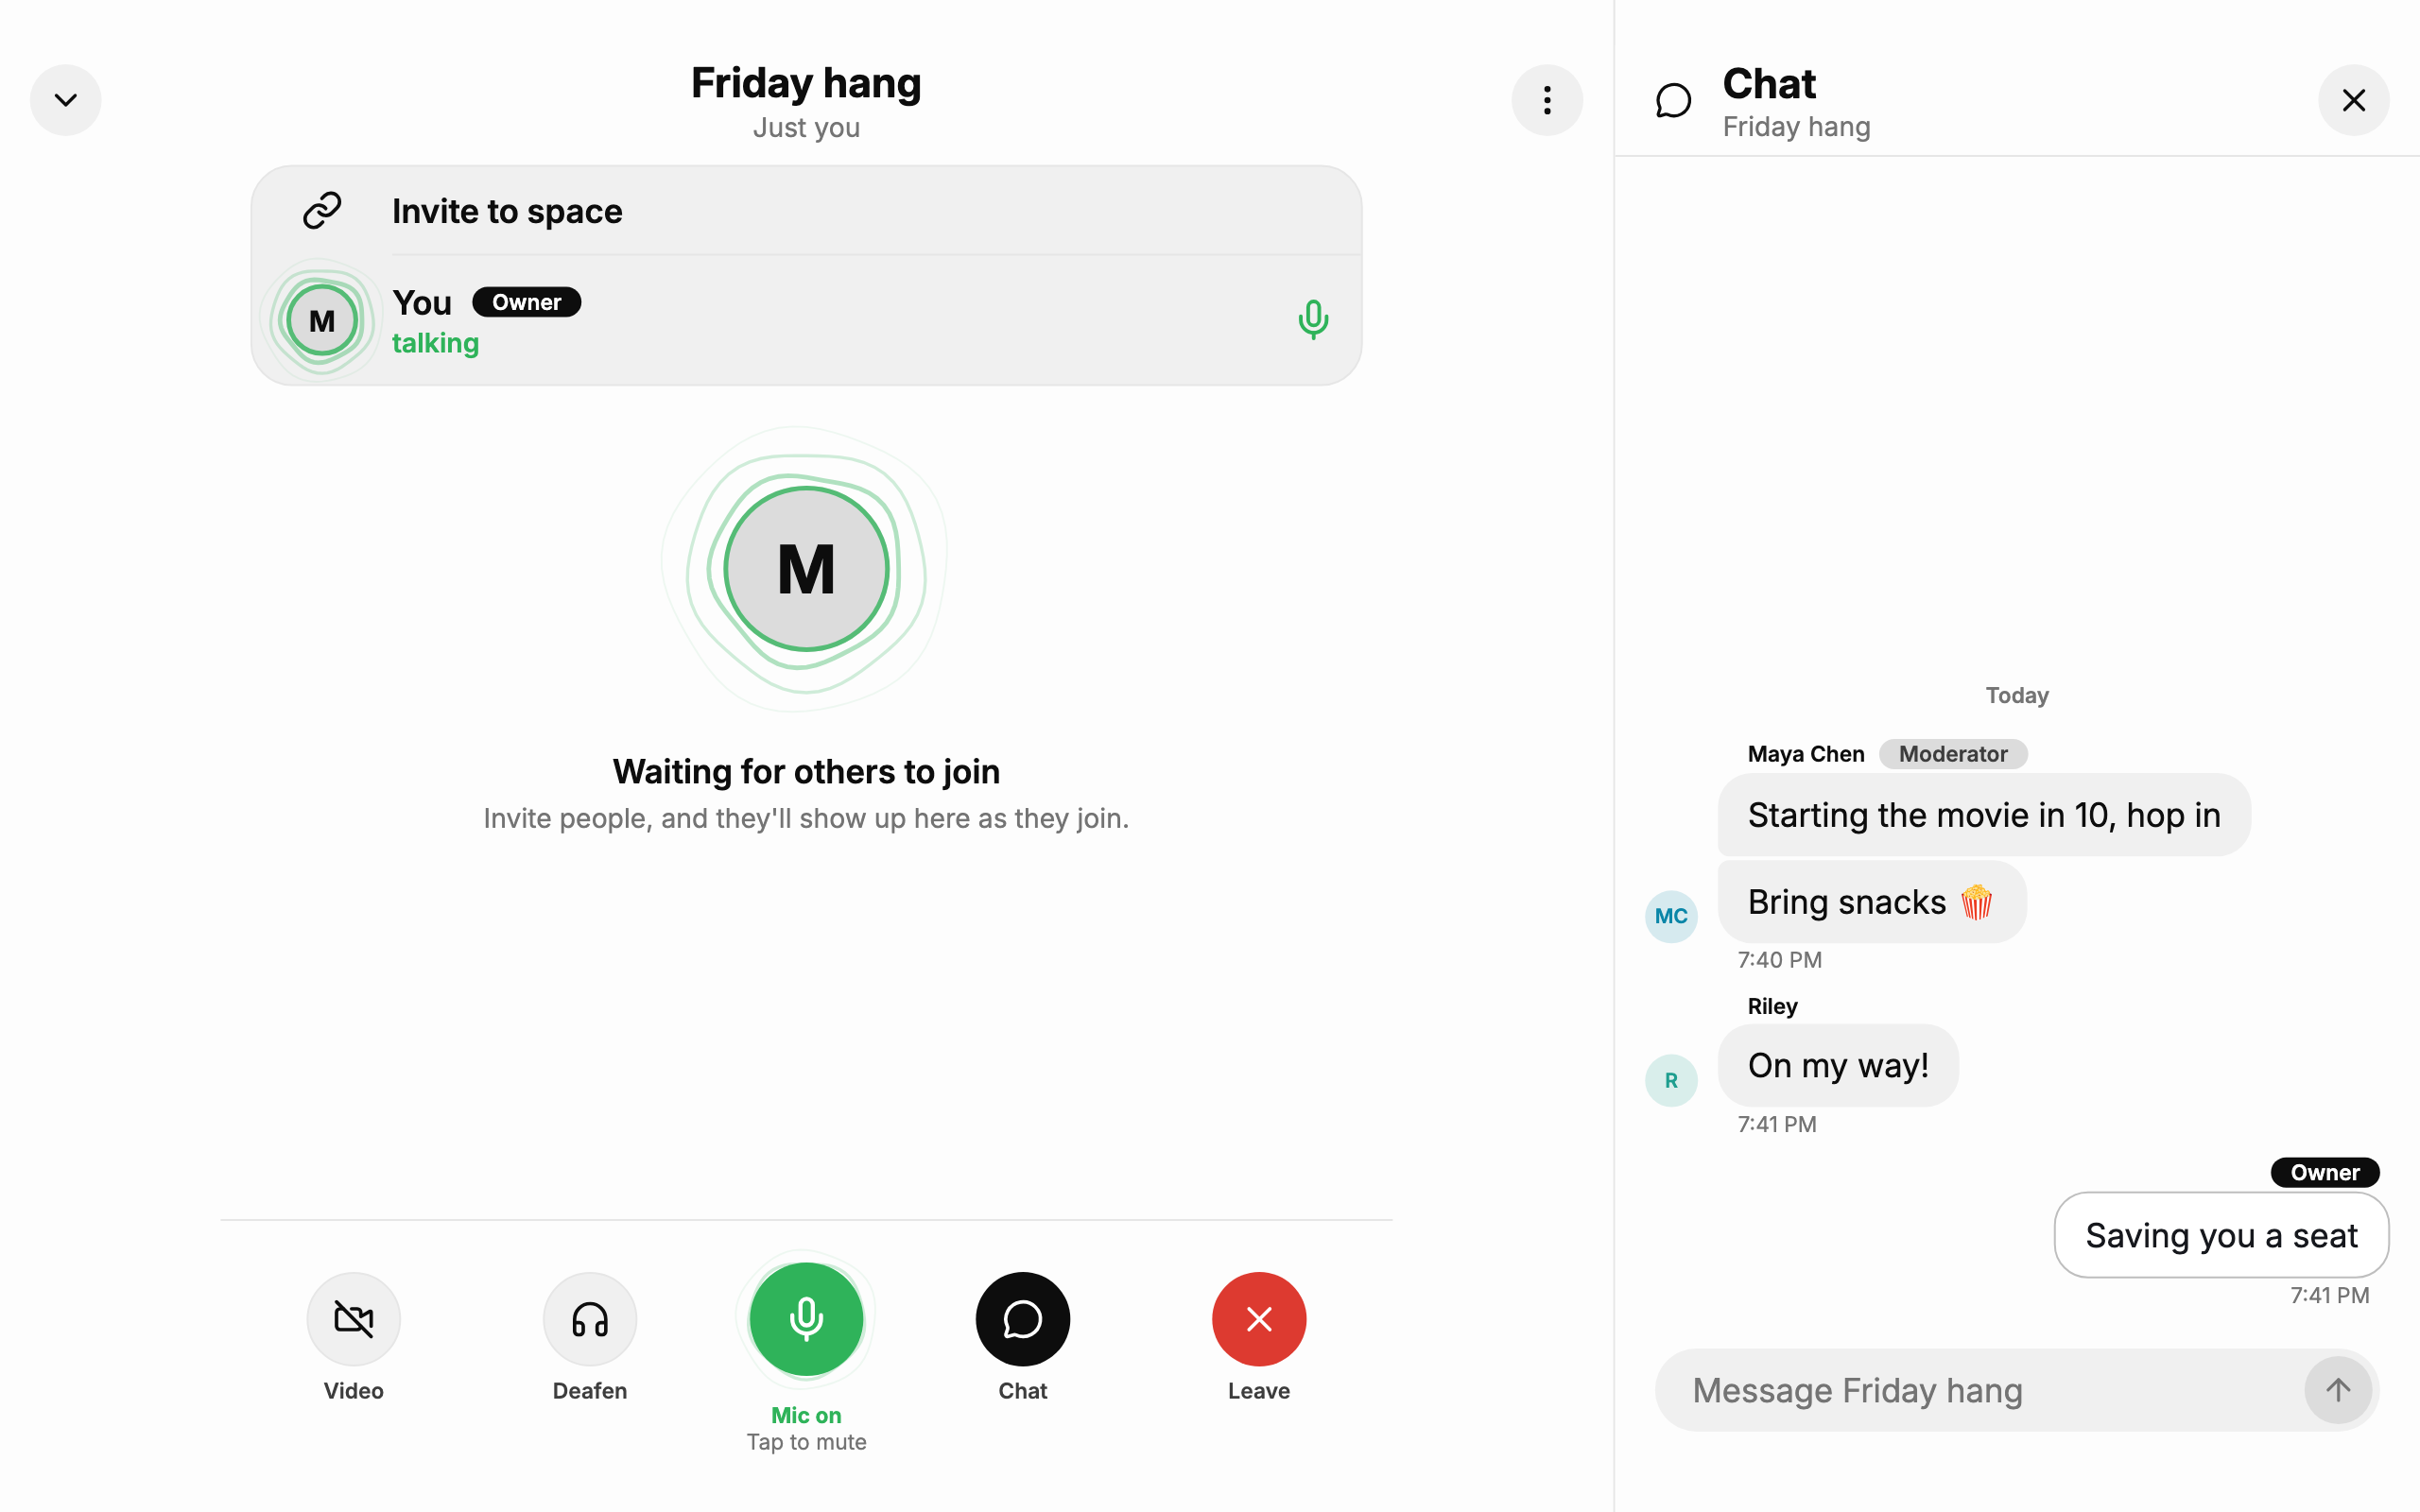 Friday hang
Just you
Invite to space
M
You Owner
talking
M
Waiting for others to join
Invite people, and they'll show up here as they join.
Video
Deafen
Mic on
Tap to mute
Chat
Leave
Chat
Friday hang
Today
Maya Chen Moderator
Starting the movie in 10, hop in
Bring snacks 🍿
MC
7:40 PM
Riley
On my way!
R
7:41 PM
Owner
Saving you a seat
7:41 PM
Message Friday hang